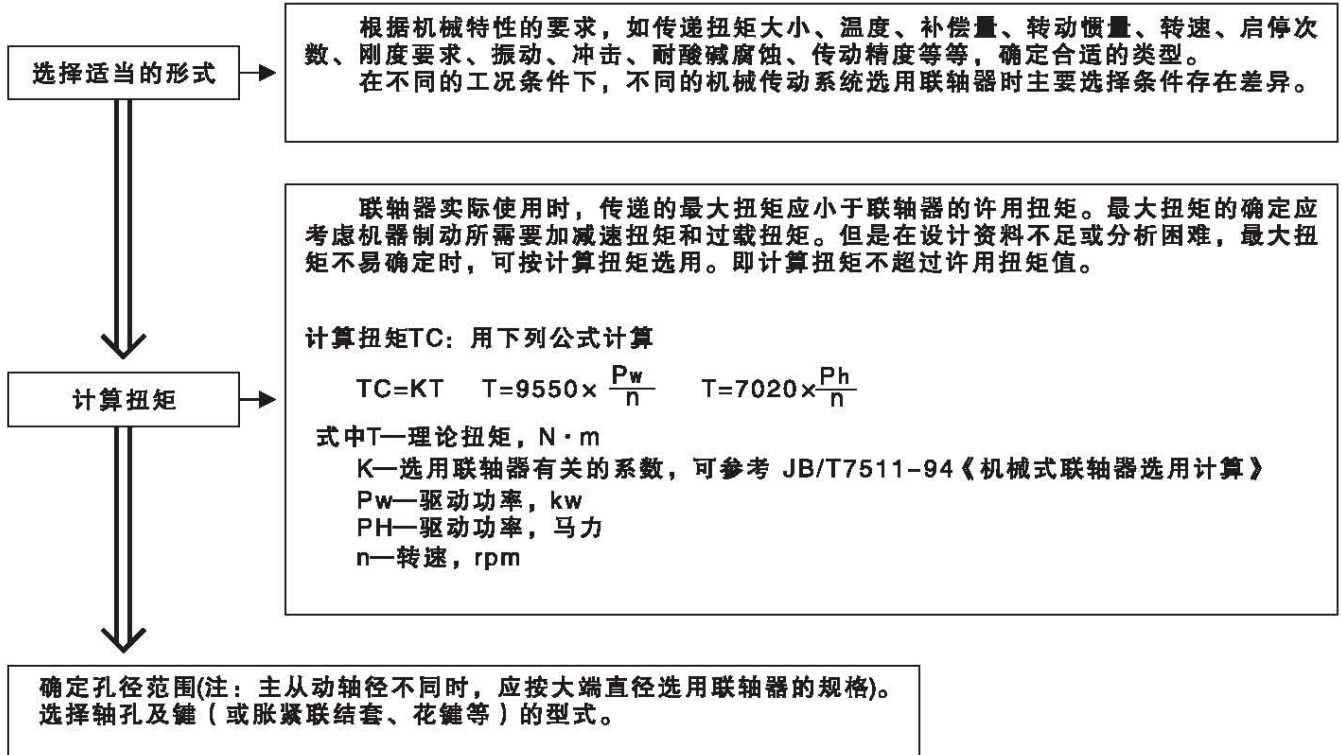 选择适当的形式
根据机械特性的要求，如传递扭矩大小、温度、补偿量、转动惯量、转速、启停次
数、刚度要求、振动、冲击、耐酸碱腐蚀、传动精度等等，确定合适的类型。
在不同的工况条件下，不同的机械传动系统选用联轴器时主要选择条件存在差异。
计算扭矩
联轴器实际使用时，传递的最大扭矩应小于联轴器的许用扭矩。最大扭矩的确定应
考虑机器制动所需要加减速扭矩和过载扭矩。但是在设计资料不足或分析困难，最大扭
矩不易确定时，可按计算扭矩选用。即计算扭矩不超过许用扭矩值。
计算扭矩TC：用下列公式计算
TC=KT T=9550× Pw/n T=7020×Ph/n
式中T—理论扭矩，N·m
K—选用联轴器有关的系数，可参考 JB/T7511-94《机械式联轴器选用计算》
Pw—驱动功率，kw
PH—驱动功率，马力
n—转速，rpm
确定孔径范围(注：主从动轴径不同时，应按大端直径选用联轴器的规格)。
选择轴孔及键（或胀紧联结套、花键等）的型式。